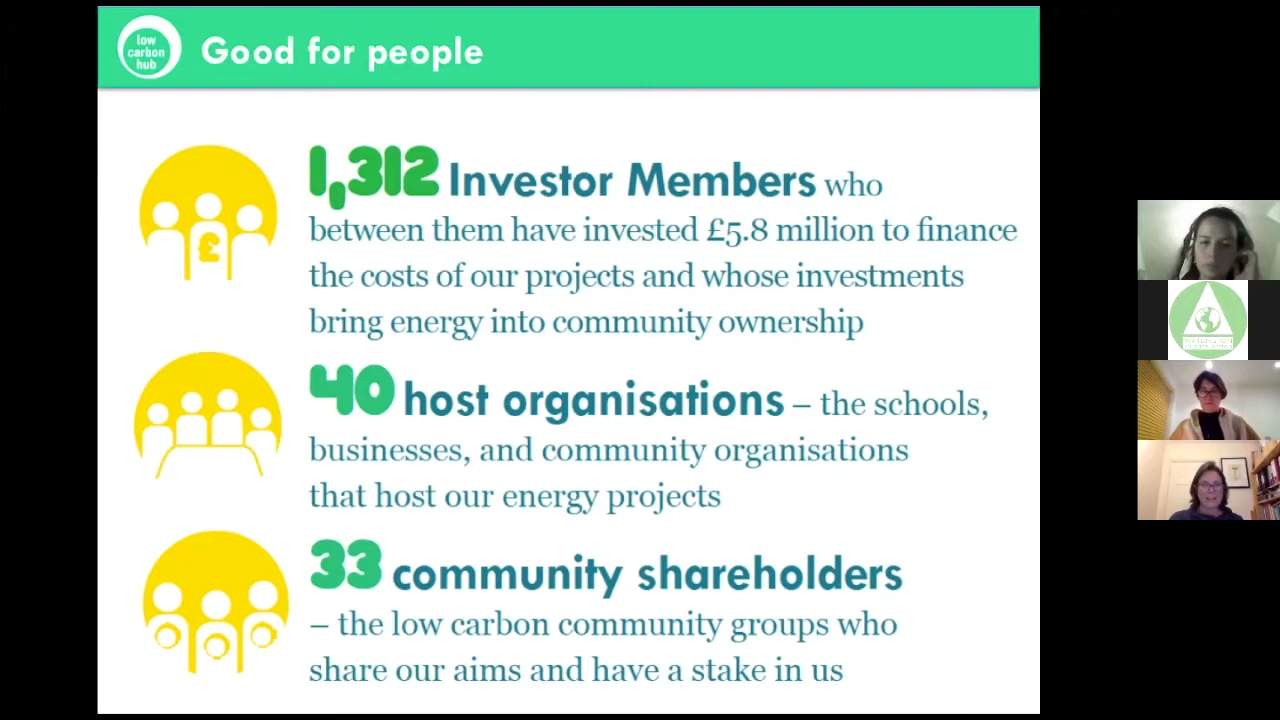 low
carbon
hub
Good for people
1,312 Investor Members who
between them have invested £5.8 million to finance
the costs of our projects and whose investments
bring energy into community ownership
£
40 host organisations – the schools,
businesses, and community organisations
that host our energy projects
33 community shareholders
– the low carbon community groups who
share our aims and have a stake in us